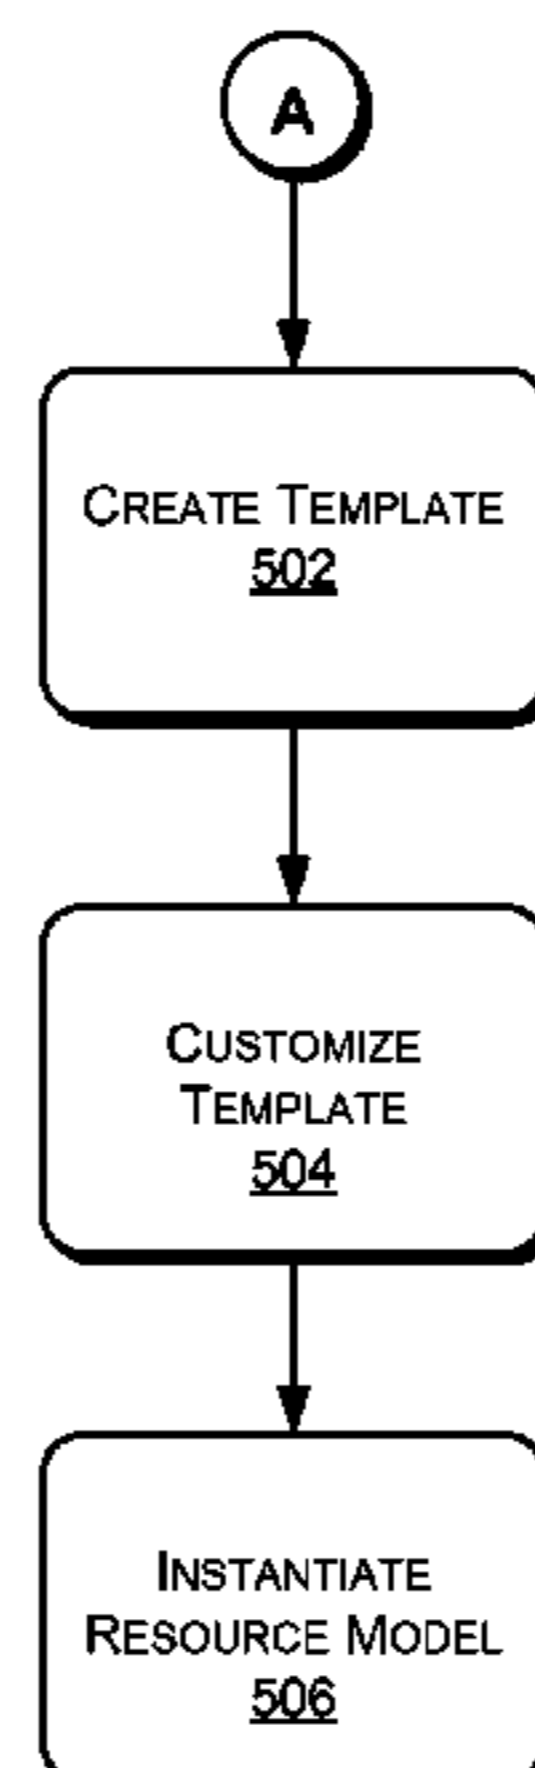 A
CREATE TEMPLATE
502
CUSTOMIZE
TEMPLATE
504
INSTANTIATE
RESOURCE MODEL
506